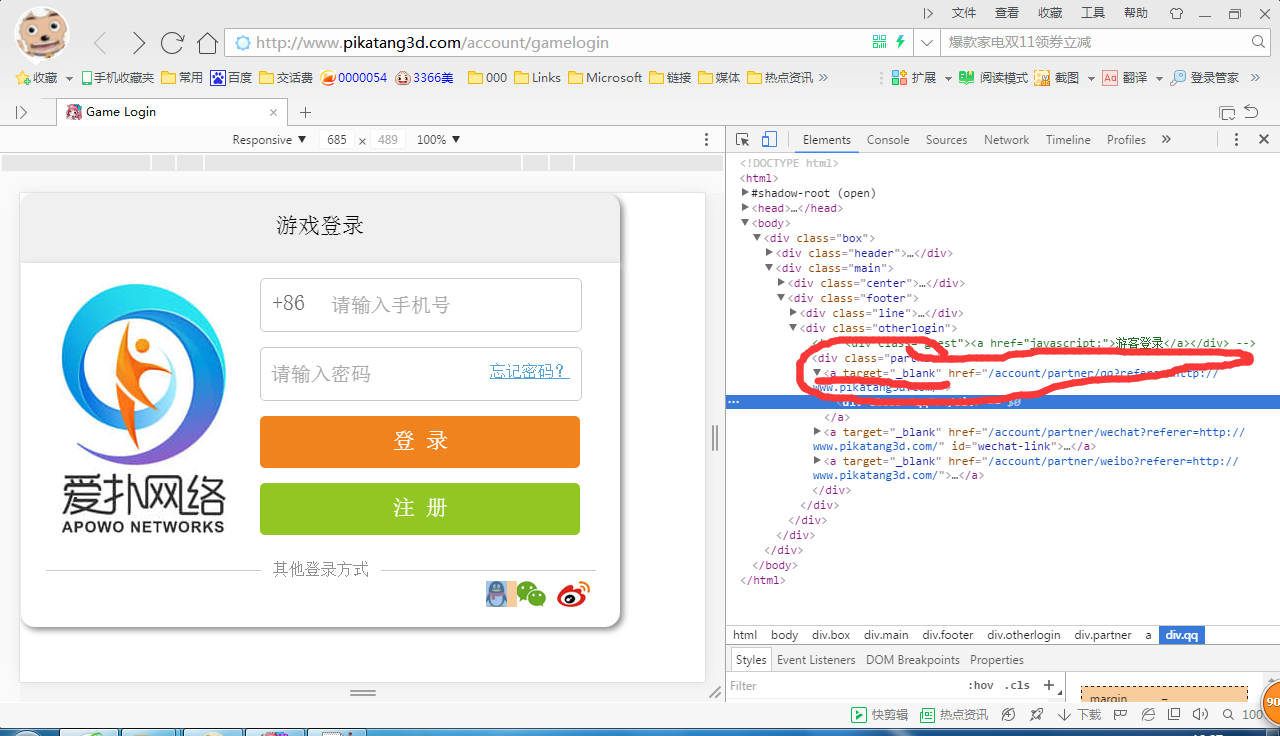 文件 查看 收藏 工具 帮助
http://www.pikatang3d.com/account/gamelogin
爆款家电双11领券立减
收藏 手机收藏夹 常用 百度 交话费 0000054 3366美 000 Links Microsoft 链接 媒体 热点资讯 » 扩展 阅读模式 截图 Aa 翻译 登录管家 »
Game Login
Responsive ▼ 685 x 489 100% ▼
Elements Console Sources Network Timeline Profiles »
游戏登录
+86 请输入手机号
请输入密码 忘记密码?
登 录
注 册
爱扑网络
APOWO NETWORKS
其他登录方式
<!DOCTYPE html>
<html>
#shadow-root (open)
<head>…</head>
<body>
<div class="box">
<div class="header">…</div>
<div class="main">
<div class="center">…</div>
<div class="footer">
<div class="line">…</div>
<div class="otherlogin">
<a href="javascript:">游客登录</a></div> -->
<div class="part
<a target="_blank" href="/account/partner/qq?referer=http://
www.pikatang3d.com/">
== $0
</a>
<a target="_blank" href="/account/partner/wechat?referer=http://
www.pikatang3d.com/" id="wechat-link">…</a>
<a target="_blank" href="/account/partner/weibo?referer=http://
www.pikatang3d.com/">…</a>
</div>
</div>
</div>
</div>
</div>
</body>
</html>
html body div.box div.main div.footer div.otherlogin div.partner a div.qq
Styles Event Listeners DOM Breakpoints Properties
Filter :hov .cls +
margin –
快剪辑 热点资讯 下载 100
90